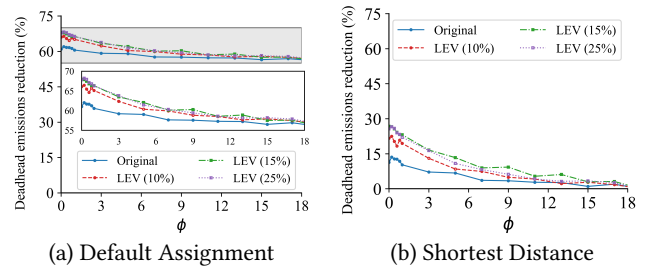 Deadhead emissions reduction (%)
75
60
45
30
15
0
70
65
60
55
0 3 6 9 12 15 18
Original
LEV (10%)
LEV (15%)
LEV (25%)
0 3 6 9 12 15 18
ϕ
(a) Default Assignment
Deadhead emissions reduction (%)
75
60
45
30
15
0
Original
LEV (10%)
LEV (15%)
LEV (25%)
0 3 6 9 12 15 18
ϕ
(b) Shortest Distance